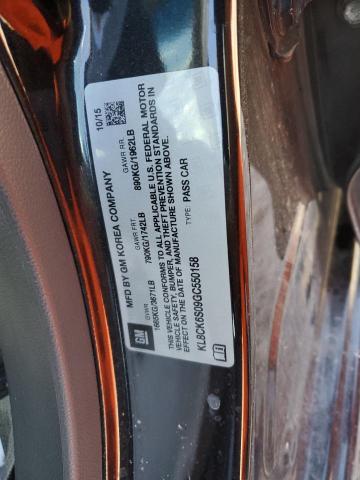 MFD BY GM KOREA COMPANY
10/15
GM
GVWR
GAWR FRT
GAWR RR
1665KG/3671LB
790KG/1742LB
890KG/1962LB
THIS VEHICLE CONFORMS TO ALL APPLICABLE U.S. FEDERAL MOTOR
VEHICLE SAFETY, BUMPER, AND THEFT PREVENTION STANDARDS IN
EFFECT ON THE DATE OF MANUFACTURE SHOWN ABOVE.
KL8CK6S09GC550158
TYPE: PASS CAR